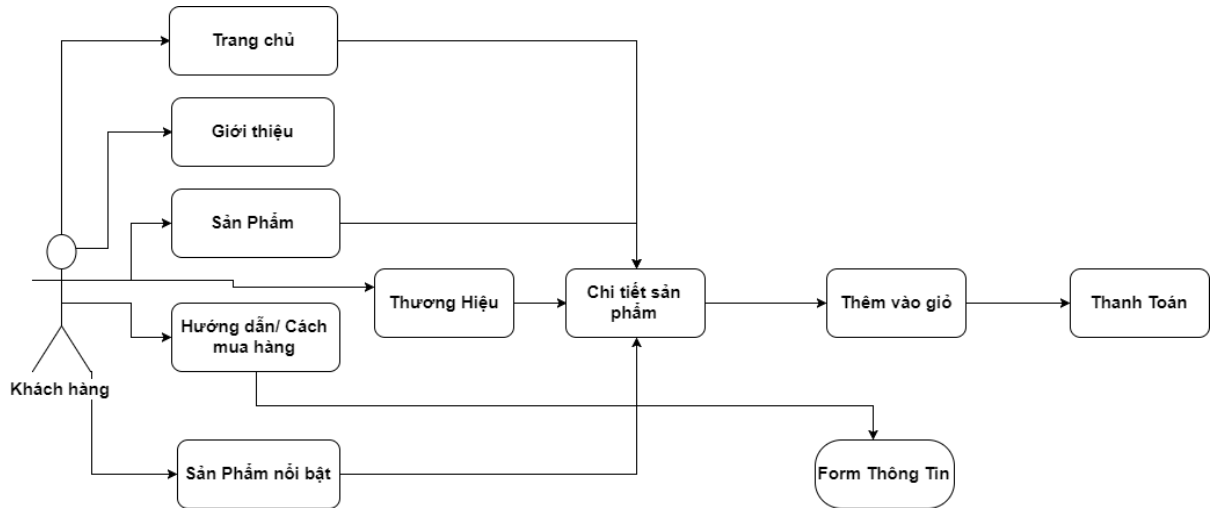 Trang chủ
Giới thiệu
Sản Phẩm
Thương Hiệu
Chi tiết sản
phẩm
Thêm vào giỏ
Thanh Toán
Hướng dẫn/ Cách
mua hàng
Khách hàng
Sản Phẩm nổi bật
Form Thông Tin